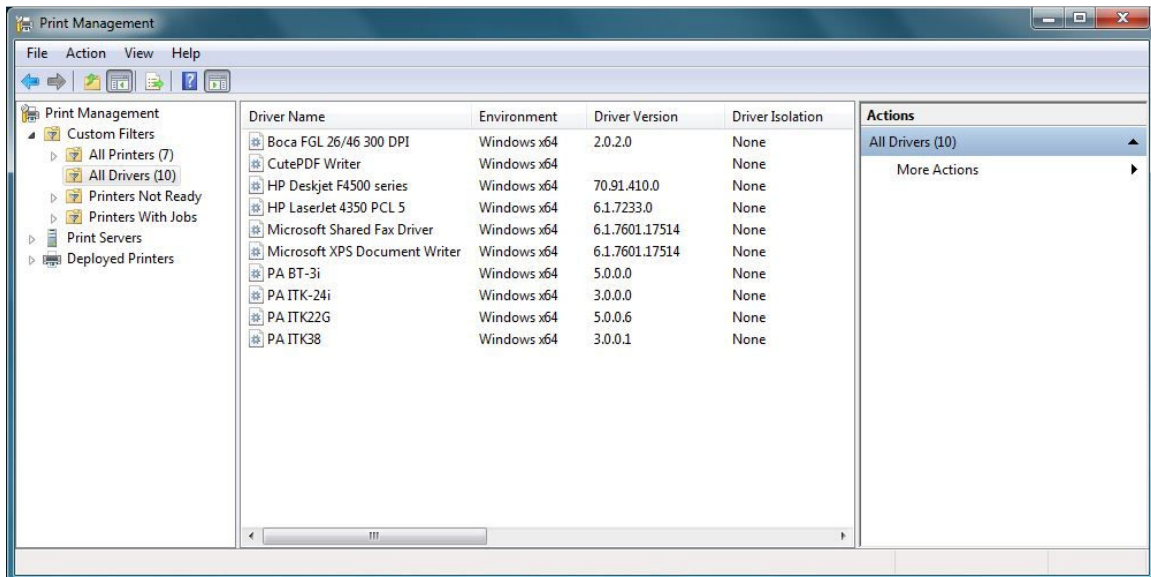 Print Management
File Action View Help
Print Management
Custom Filters
All Printers (7)
All Drivers (10)
Printers Not Ready
Printers With Jobs
Print Servers
Deployed Printers
Driver Name Environment Driver Version Driver Isolation
Boca FGL 26/46 300 DPI Windows x64 2.0.2.0 None
CutePDF Writer Windows x64 None
HP Deskjet F4500 series Windows x64 70.91.410.0 None
HP LaserJet 4350 PCL 5 Windows x64 6.1.7233.0 None
Microsoft Shared Fax Driver Windows x64 6.1.7601.17514 None
Microsoft XPS Document Writer Windows x64 6.1.7601.17514 None
PA BT-3i Windows x64 5.0.0.0 None
PA ITK-24i Windows x64 3.0.0.0 None
PA ITK22G Windows x64 5.0.0.6 None
PA ITK38 Windows x64 3.0.0.1 None
Actions
All Drivers (10)
More Actions